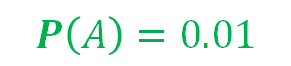 P(A) = 0.01